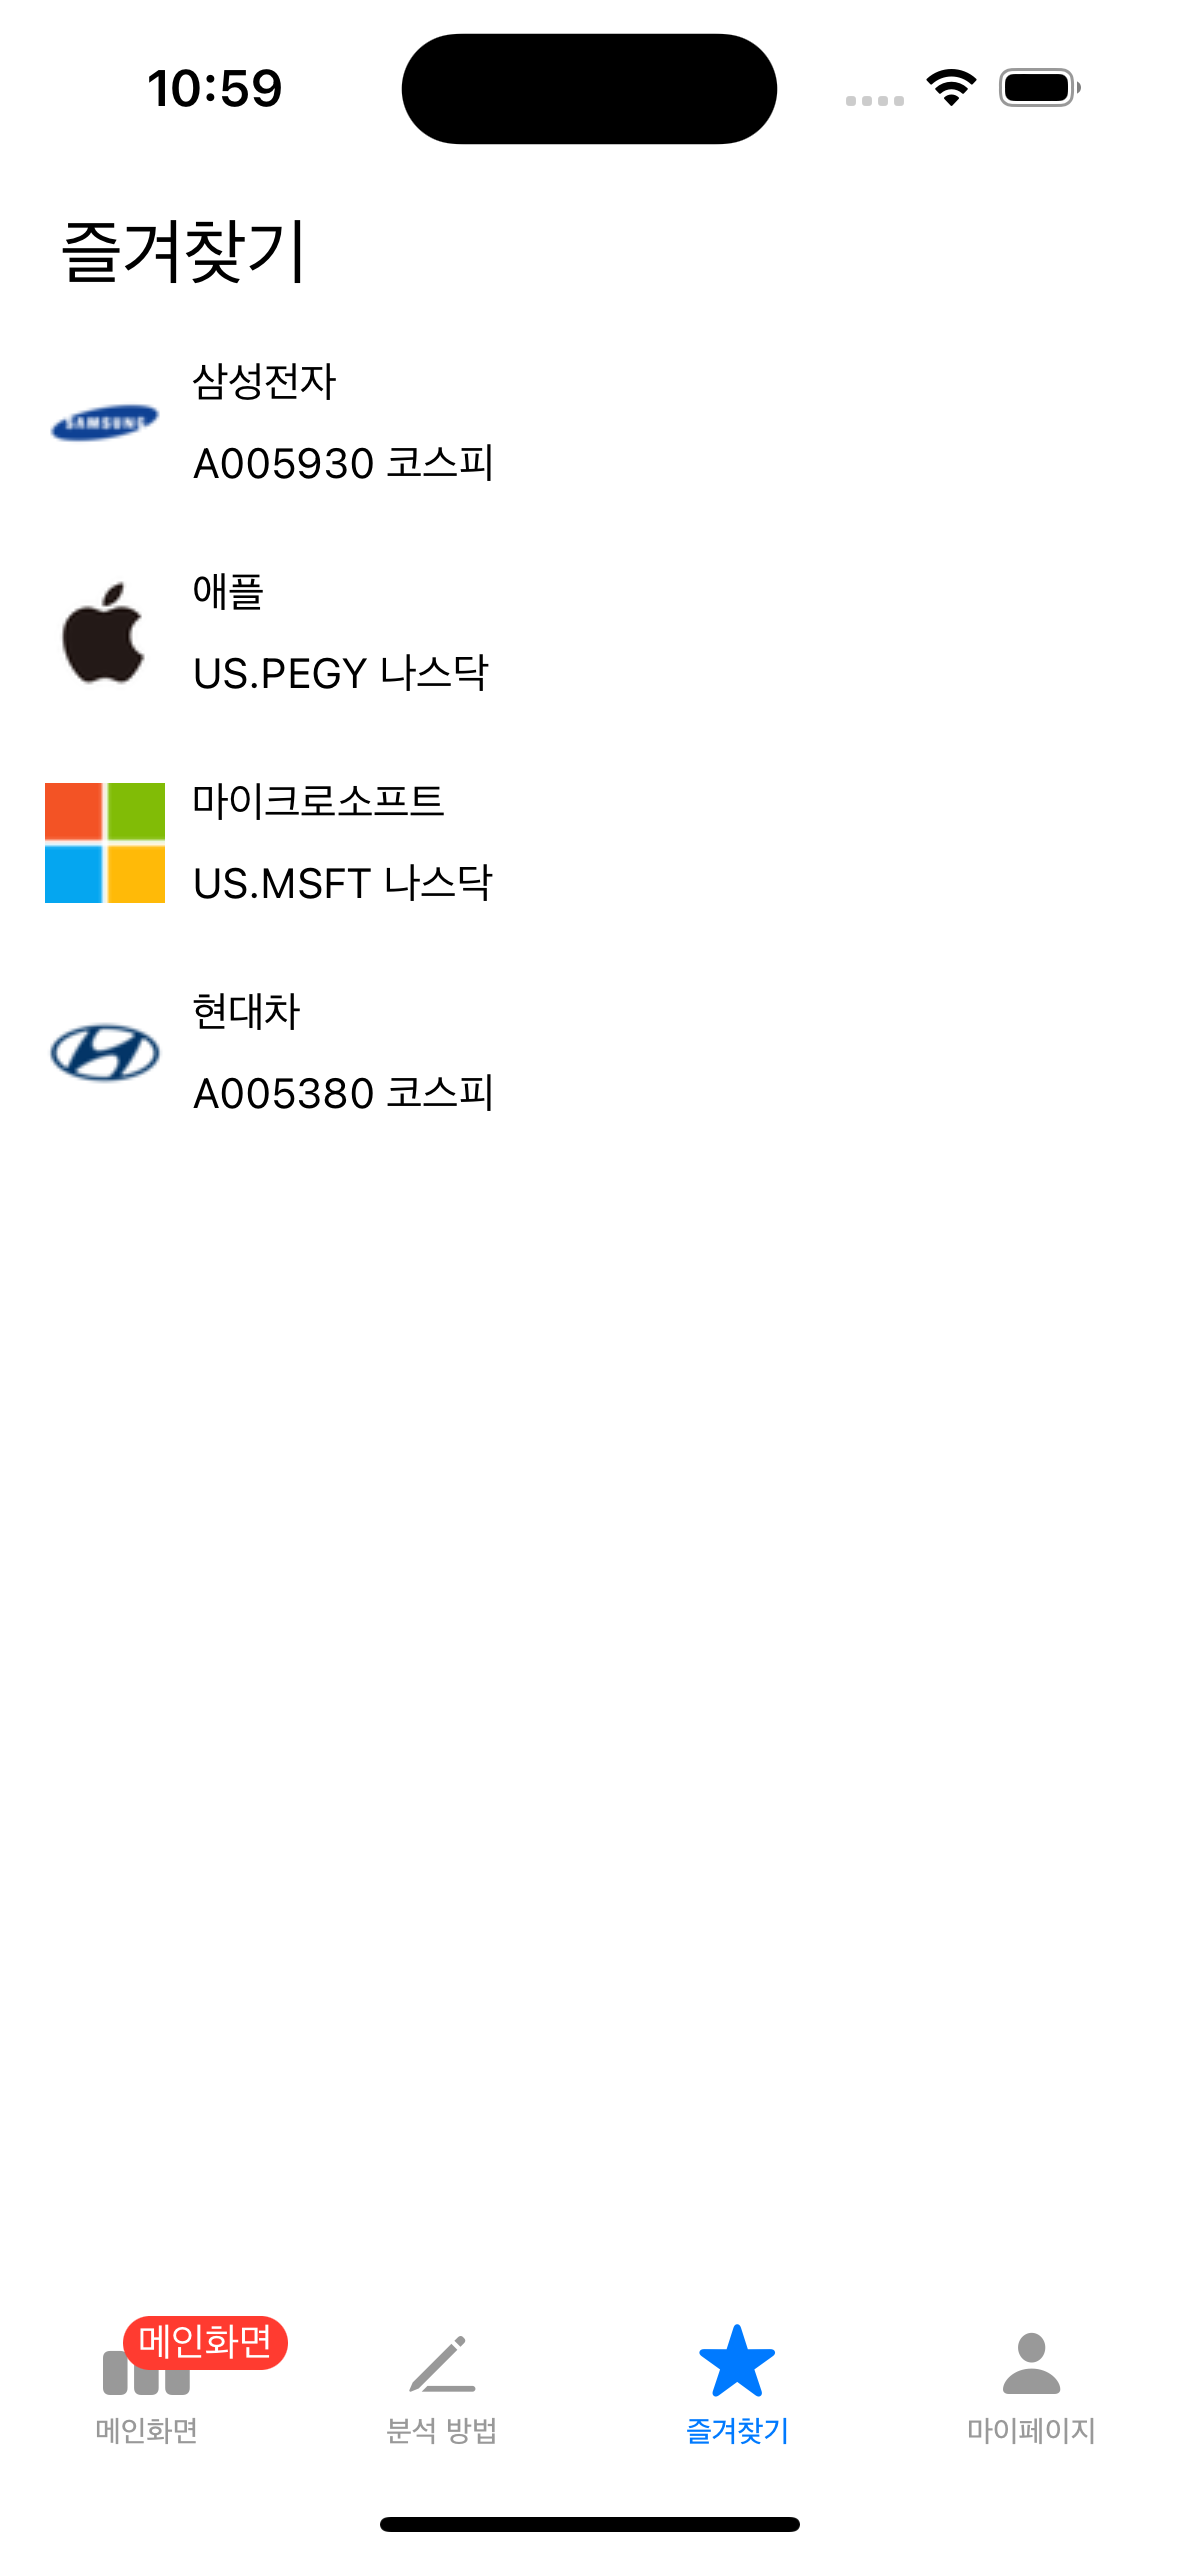 10:59
즐겨찾기
삼성전자
SAMSUNG
A005930 코스피
애플
US.PEGY 나스닥
마이크로소프트
US.MSFT 나스닥
현대차
A005380 코스피
메인화면
메인화면
분석 방법
즐겨찾기
마이페이지